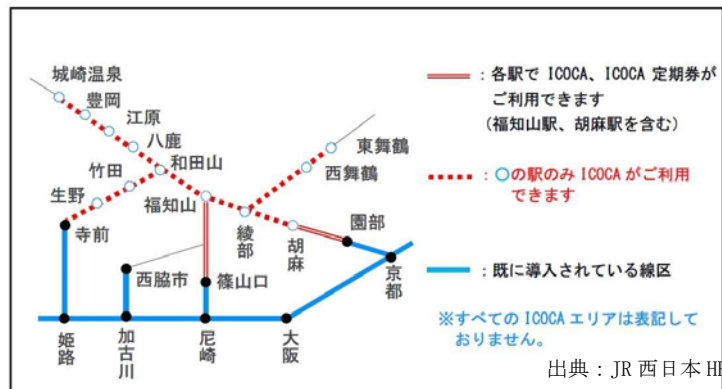 城崎温泉
豊岡
江原
八鹿
和田山
竹田
生野
寺前
福知山
東舞鶴
西舞鶴
綾部
胡麻
園部
京都
西脇市
篠山口
姫路
加古川
尼崎
大阪
：各駅で ICOCA、ICOCA 定期券が
ご利用できます
（福知山駅、胡麻駅を含む）
：○の駅のみ ICOCA がご利用
できます
：既に導入されている線区
※すべての ICOCA エリアは表記して
おりません。
出典：JR 西日本 HP